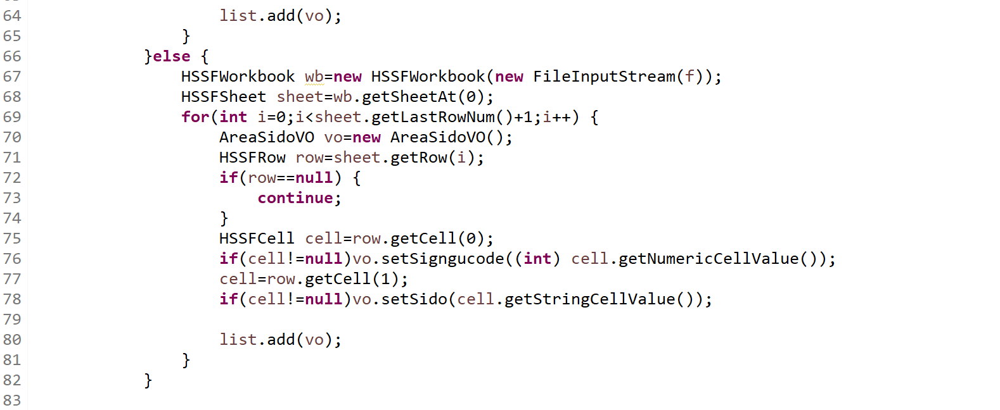 64 list.add(vo);
65 }
66 }else {
67 HSSFWorkbook wb=new HSSFWorkbook(new FileInputStream(f));
68 HSSFSheet sheet=wb.getSheetAt(0);
69 for(int i=0;i<sheet.getLastRowNum()+1;i++) {
70 AreaSidoVO vo=new AreaSidoVO();
71 HSSFRow row=sheet.getRow(i);
72 if(row==null) {
73 continue;
74 }
75 HSSFCell cell=row.getCell(0);
76 if(cell!=null)vo.setSigngucode((int) cell.getNumericCellValue());
77 cell=row.getCell(1);
78 if(cell!=null)vo.setSido(cell.getStringCellValue());
79
80 list.add(vo);
81 }
82 }
83